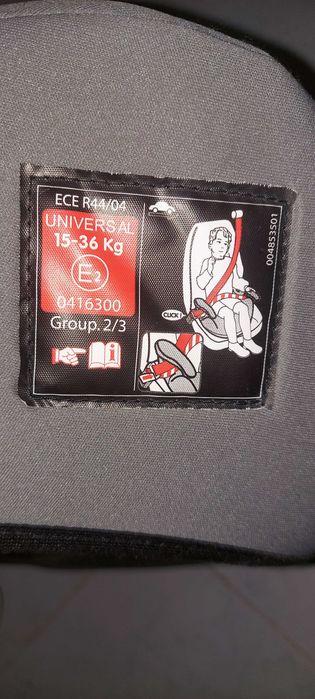 ECE R44/04
UNIVERSAL
15-36 Kg
E2
0416300
Group. 2/3
CLICK!
004853S01